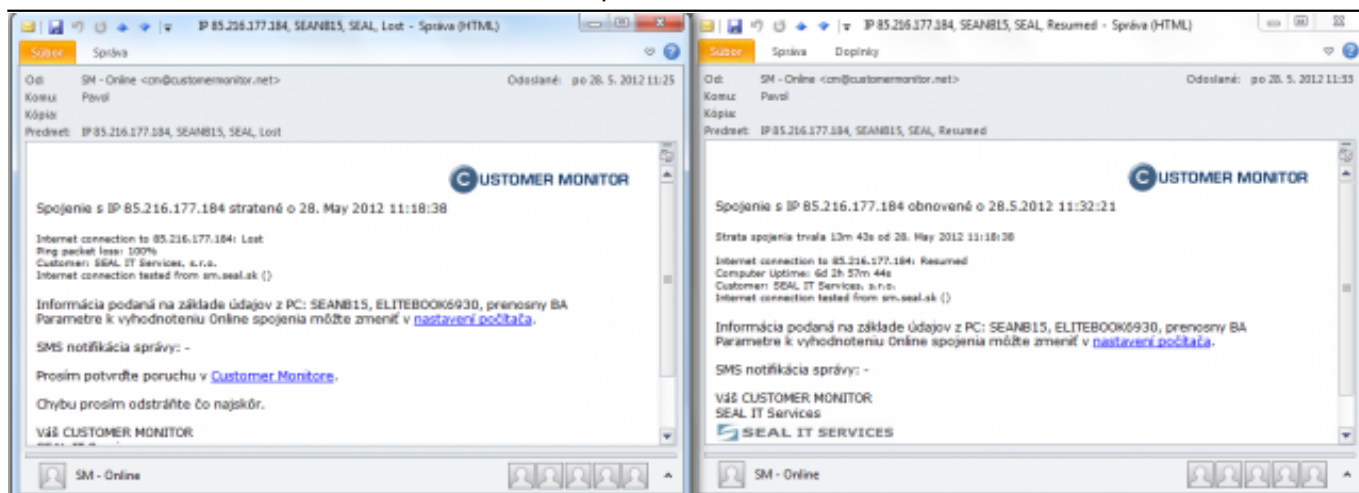 IP 85.216.177.184, SEANB15, SEAL, Lost - Správa (HTML)
Súbor Správa
Od: SM - Online <cm@customermonitor.net> Odoslané: po 28. 5. 2012 11:25
Komu: Pavol
Kópia:
Predmet: IP 85.216.177.184, SEANB15, SEAL, Lost
CUSTOMER MONITOR
Spojenie s IP 85.216.177.184 stratené o 28. May 2012 11:18:38
Internet connection to 85.216.177.184: Lost
Ping packet loss: 100%
Customer: SEAL IT Services, s.r.o.
Internet connection tested from sm.seal.sk ()
Informácia podaná na základe údajov z PC: SEANB15, ELITEBOOK6930, prenosny BA
Parametre k vyhodnoteniu Online spojenia môžte zmeniť v nastavení počítača.
SMS notifikácia správy: -
Prosím potvrďte poruchu v Customer Monitore.
Chybu prosím odstráňte čo najskôr.
Váš CUSTOMER MONITOR
SM - Online
IP 85.216.177.184, SEANB15, SEAL, Resumed - Správa (HTML)
Súbor Správa Doplnky
Od: SM - Online <cm@customermonitor.net> Odoslané: po 28. 5. 2012 11:33
Komu: Pavol
Kópia:
Predmet: IP 85.216.177.184, SEANB15, SEAL, Resumed
CUSTOMER MONITOR
Spojenie s IP 85.216.177.184 obnovené o 28.5.2012 11:32:21
Strata spojenia trvala 13m 43s od 28. May 2012 11:18:38
Internet connection to 85.216.177.184: Resumed
Computer Uptime: 6d 2h 57m 44s
Customer: SEAL IT Services, s.r.o.
Internet connection tested from sm.seal.sk ()
Informácia podaná na základe údajov z PC: SEANB15, ELITEBOOK6930, prenosny BA
Parametre k vyhodnoteniu Online spojenia môžte zmeniť v nastavení počítača.
SMS notifikácia správy: -
Váš CUSTOMER MONITOR
SEAL IT Services
SEAL IT SERVICES
SM - Online